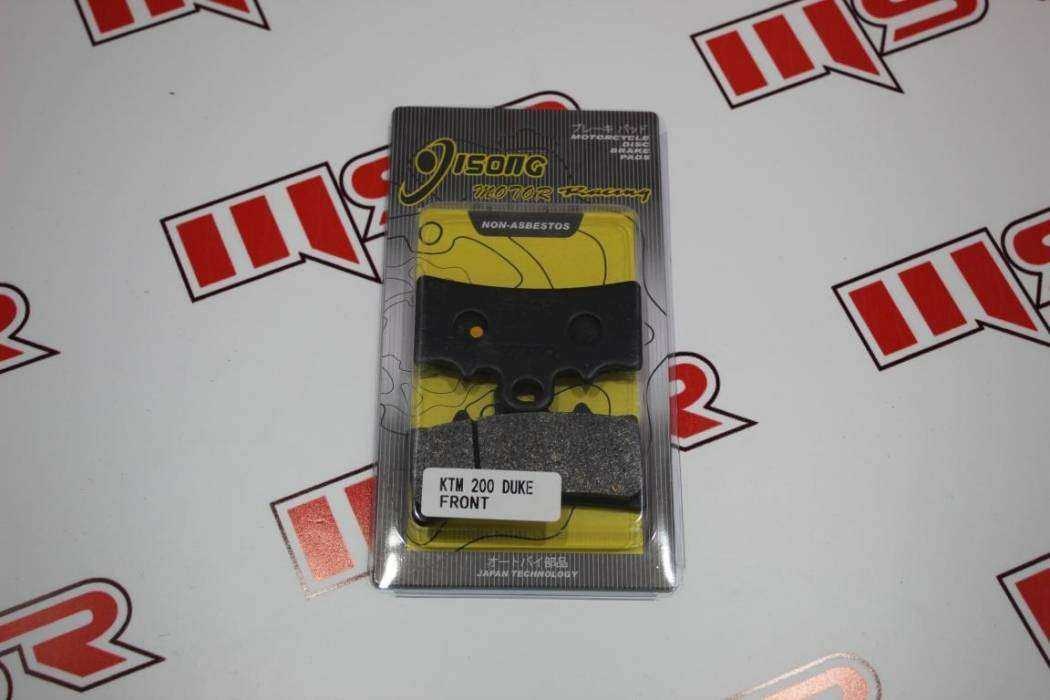 ブレーキ パッド
MOTORCYCLE
DISC
BRAKE
PADS
JISONG
MOTOR Racing
NON-ASBESTOS
KTM 200 DUKE
FRONT
オートバイ部品
JAPAN TECHNOLOGY